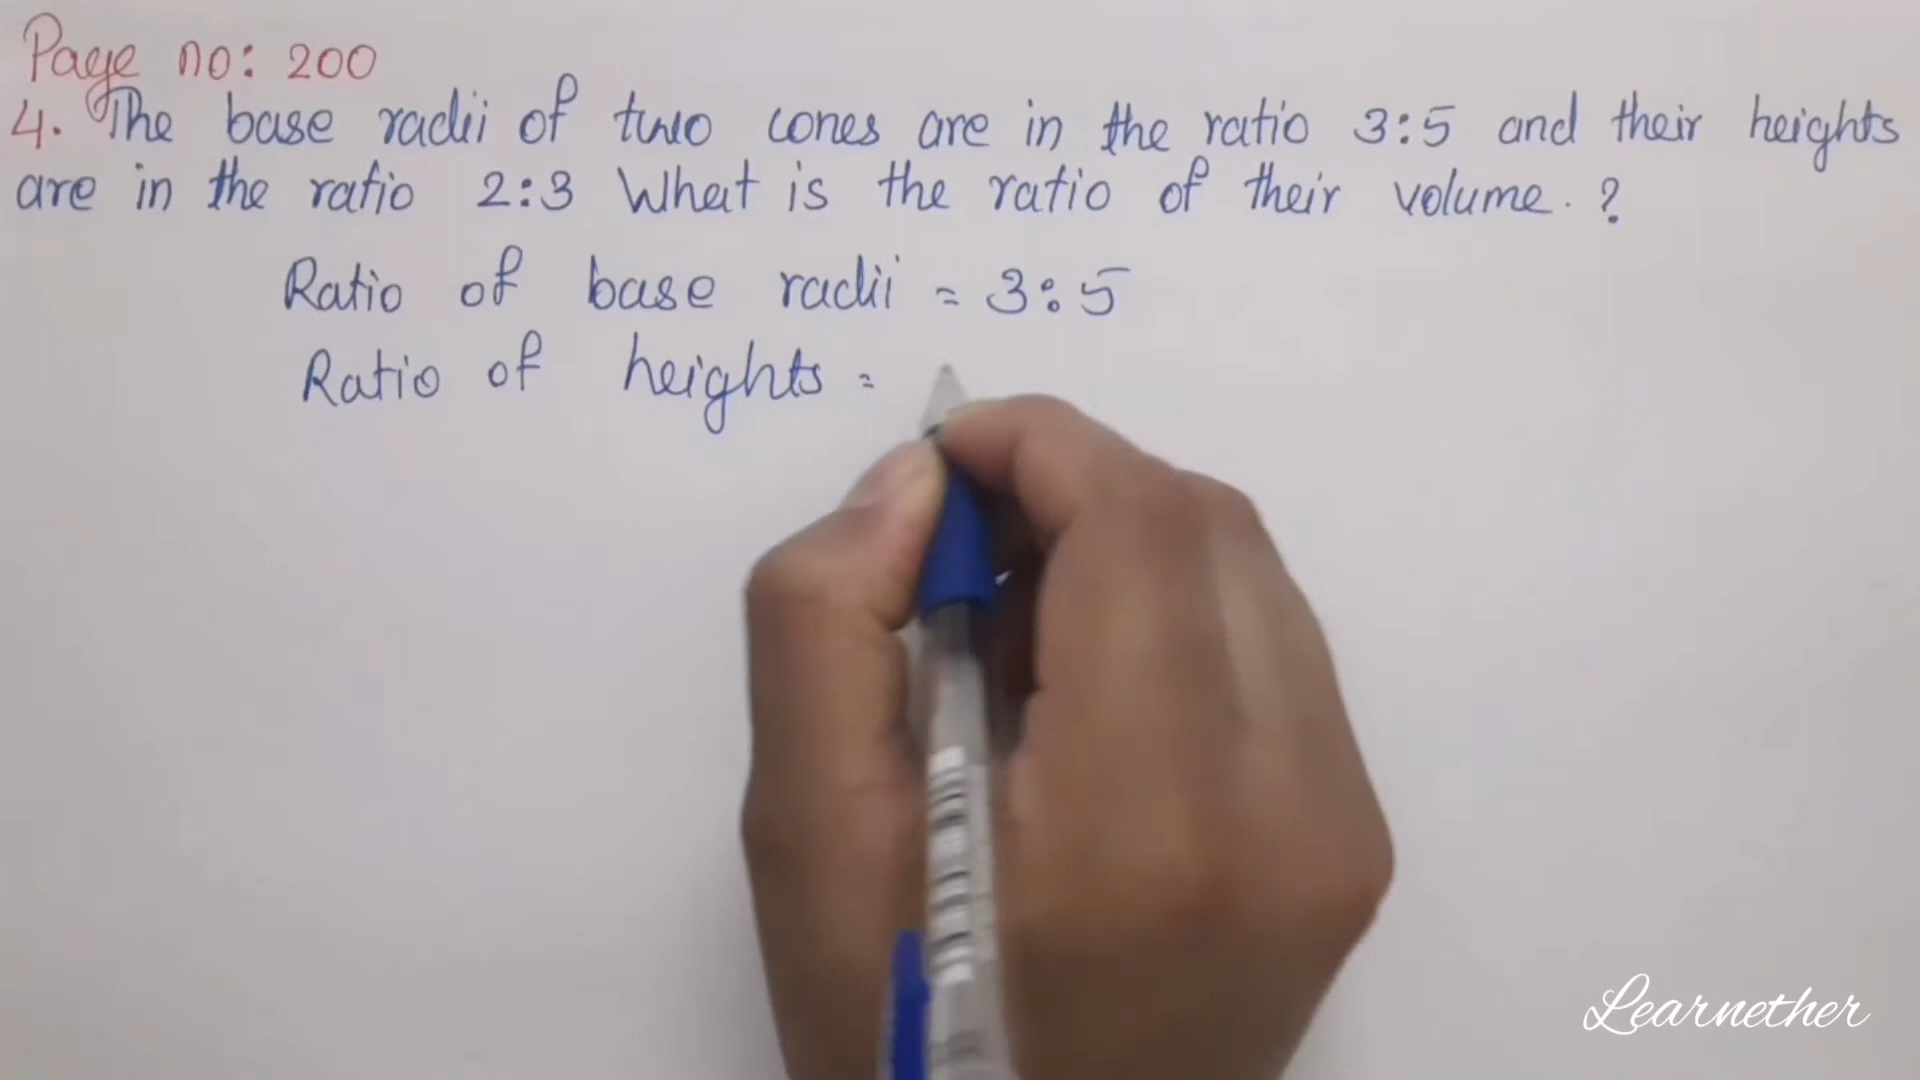 Page no: 200
4. The base radii of two cones are in the ratio 3:5 and their heights
are in the ratio 2:3 What is the ratio of their volume. ?
Ratio of base radii = 3:5
Ratio of heights =
Learnether